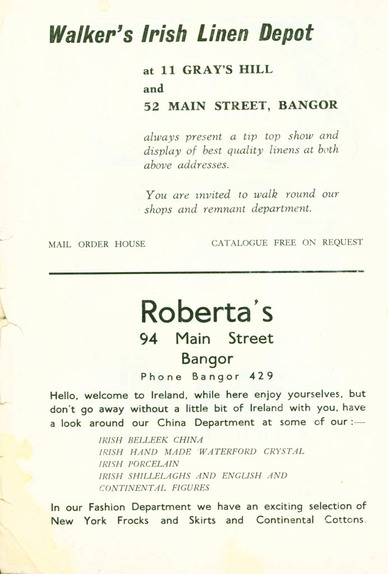 Walker's Irish Linen Depot
at 11 GRAY'S HILL
and
52 MAIN STREET, BANGOR
always present a tip top show and
display of best quality linens at both
above addresses.
You are invited to walk round our
shops and remnant department.
MAIL ORDER HOUSE CATALOGUE FREE ON REQUEST
Roberta's
94 Main Street
Bangor
Phone Bangor 429
Hello, welcome to Ireland, while here enjoy yourselves, but
don't go away without a little bit of Ireland with you, have
a look around our China Department at some of our :—
IRISH BELLEEK CHINA
IRISH HAND MADE WATERFORD CRYSTAL
IRISH PORCELAIN
IRISH SHILLELAGHS AND ENGLISH AND
CONTINENTAL FIGURES
In our Fashion Department we have an exciting selection of
New York Frocks and Skirts and Continental Cottons.